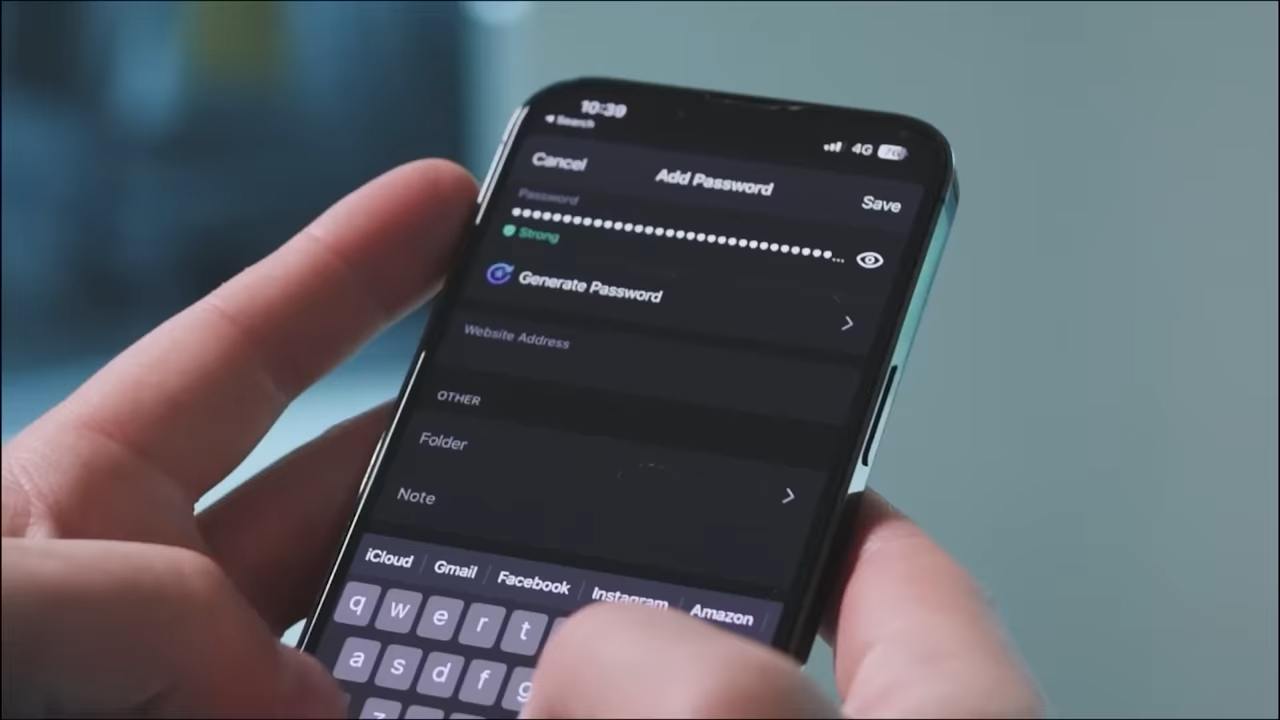 10:39
◀ Search
4G 76
Cancel
Add Password
Save
Password
Strong
Generate Password
Website Address
OTHER
Folder
Note
iCloud
Gmail
Facebook
Instagram
Amazon
q w e r t
a s d f g
z